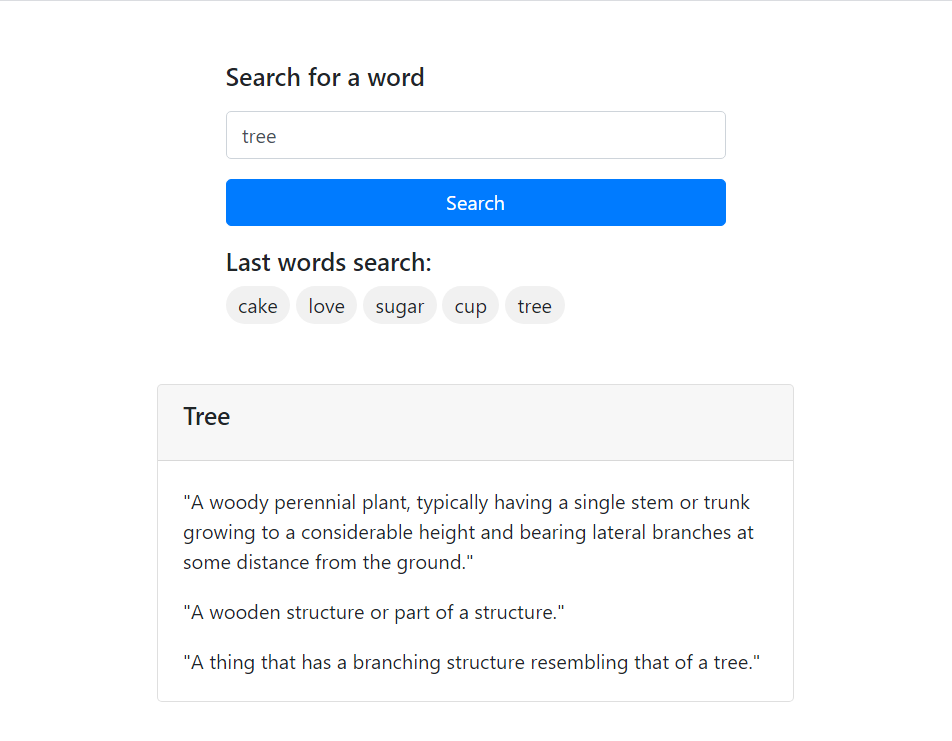 Search for a word
tree
Search
Last words search:
cake love sugar cup tree
Tree
"A woody perennial plant, typically having a single stem or trunk
growing to a considerable height and bearing lateral branches at
some distance from the ground."
"A wooden structure or part of a structure."
"A thing that has a branching structure resembling that of a tree."